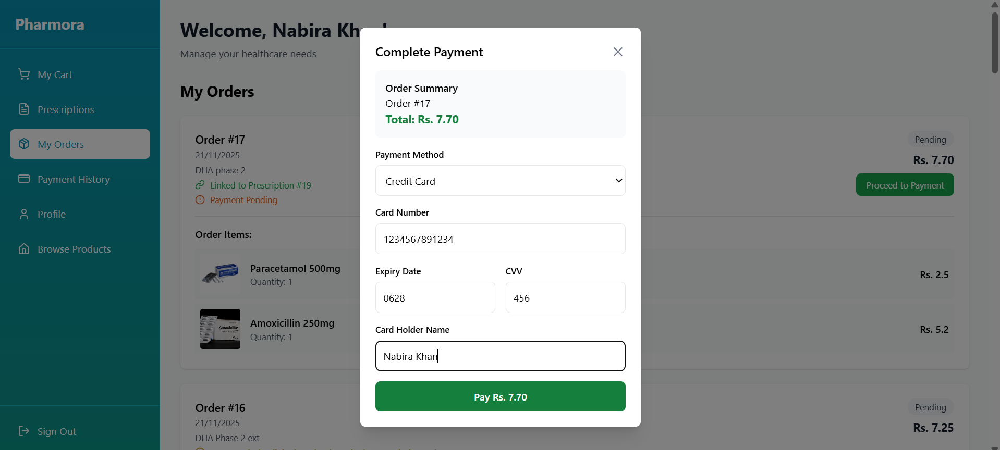 Pharmora
My Cart
Prescriptions
My Orders
Payment History
Profile
Browse Products
Sign Out
Welcome, Nabira
Manage your healthcare needs
My Orders
Order #17
21/11/2025
DHA phase 2
Linked to Prescription #19
Payment Pending
Pending
Rs. 7.70
Proceed to Payment
Order Items:
Paracetamol 500mg
Quantity: 1
Rs. 2.5
Amoxicillin
Amoxicillin 250mg
Quantity: 1
Rs. 5.2
Order #16
21/11/2025
DHA Phase 2 ext
Pending
Rs. 7.25
Complete Payment
Order Summary
Order #17
Total: Rs. 7.70
Payment Method
Credit Card
Card Number
1234567891234
Expiry Date
CVV
0628
456
Card Holder Name
Nabira Khan
Pay Rs. 7.70